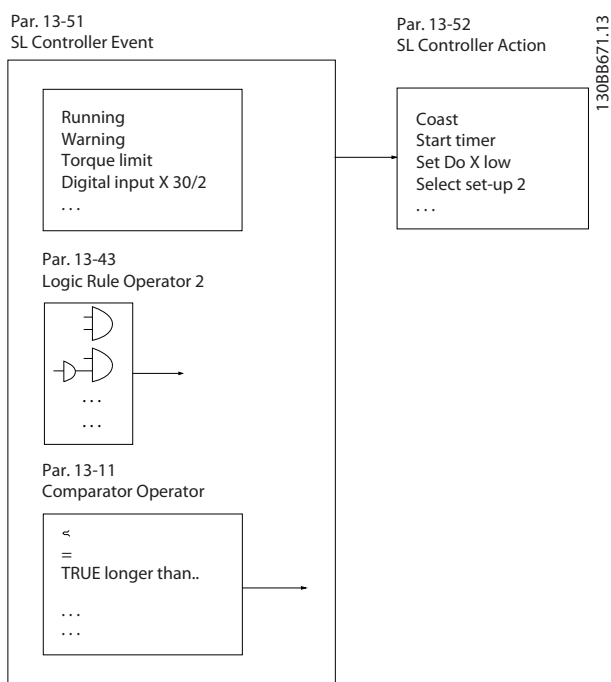 Par. 13-51
SL Controller Event
Par. 13-52
SL Controller Action
130BB671.13
Running
Warning
Torque limit
Digital input X 30/2
. . .
Coast
Start timer
Set Do X low
Select set-up 2
. . .
Par. 13-43
Logic Rule Operator 2
. . .
. . .
Par. 13-11
Comparator Operator
=
TRUE longer than..
. . .
. . .